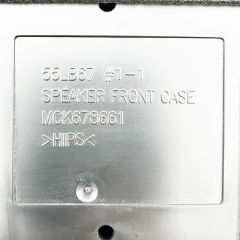 55LB67 #1-1
SPEAKER FRONT CASE
MCK678661
>HIPS<